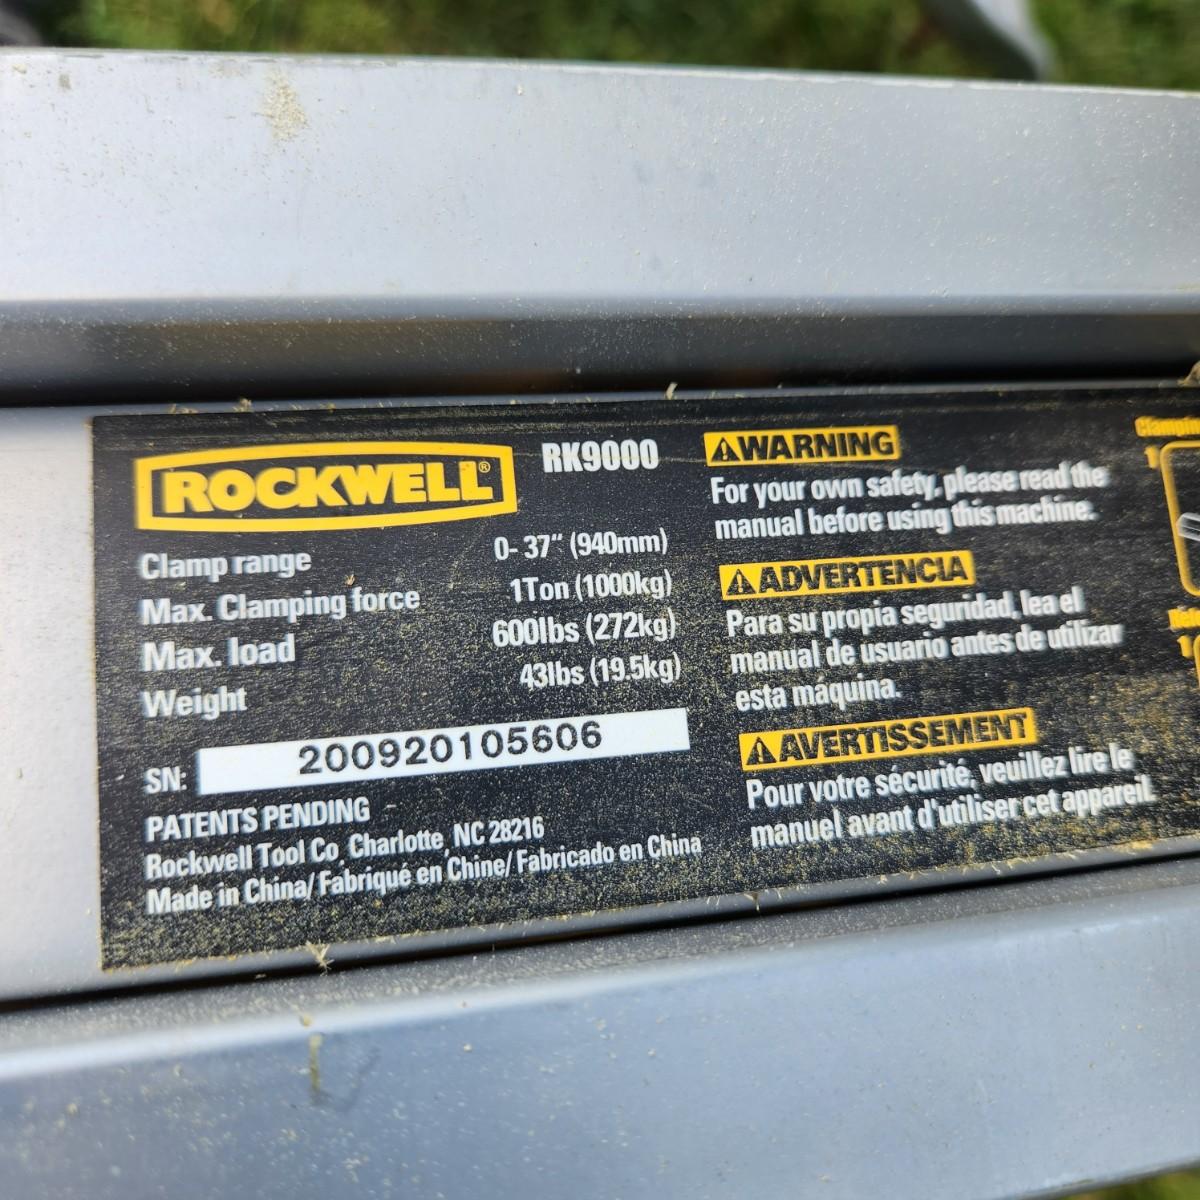 ROCKWELL®
RK9000
Clamp range 0-37" (940mm)
Max. Clamping force 1Ton (1000kg)
Max. load 600lbs (272kg)
Weight 43lbs (19.5kg)
SN: 200920105606
PATENTS PENDING
Rockwell Tool Co. Charlotte, NC 28216
Made in China/Fabriqué en Chine/Fabricado en China
WARNING
For your own safety, please read the
manual before using this machine.
ADVERTENCIA
Para su propia seguridad, lea el
manual de usuario antes de utilizar
esta máquina.
AVERTISSEMENT
Pour votre sécurité, veuillez lire le
manuel avant d'utiliser cet appareil.
1
1